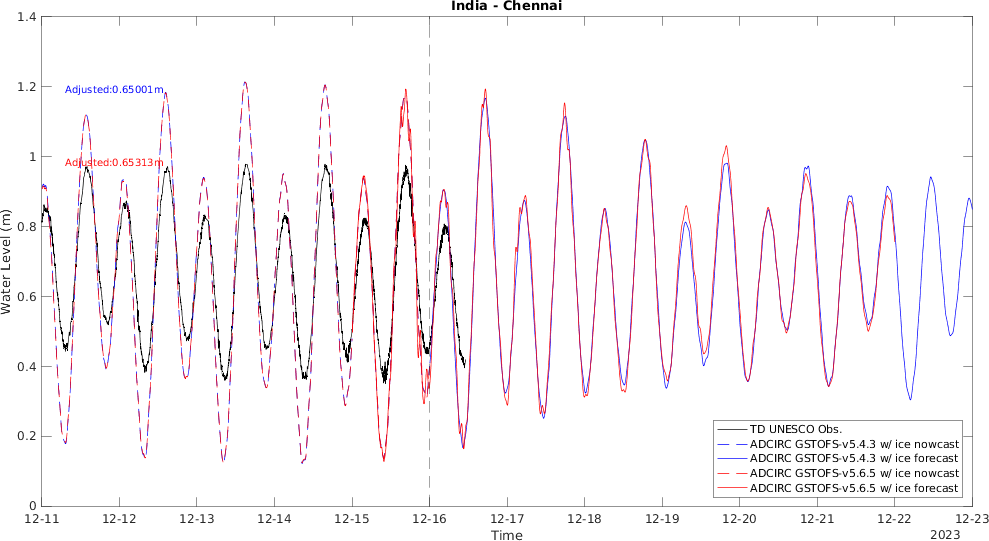 India - Chennai
1.4
1.2
1
0.8
0.6
0.4
0.2
0
Water Level (m)
Adjusted:0.65001m
Adjusted:0.65313m
TD UNESCO Obs.
ADCIRC GSTOFS-v5.4.3 w/ ice nowcast
ADCIRC GSTOFS-v5.4.3 w/ ice forecast
ADCIRC GSTOFS-v5.6.5 w/ ice nowcast
ADCIRC GSTOFS-v5.6.5 w/ ice forecast
12-11 12-12 12-13 12-14 12-15 12-16 12-17 12-18 12-19 12-20 12-21 12-22 12-23
Time
2023